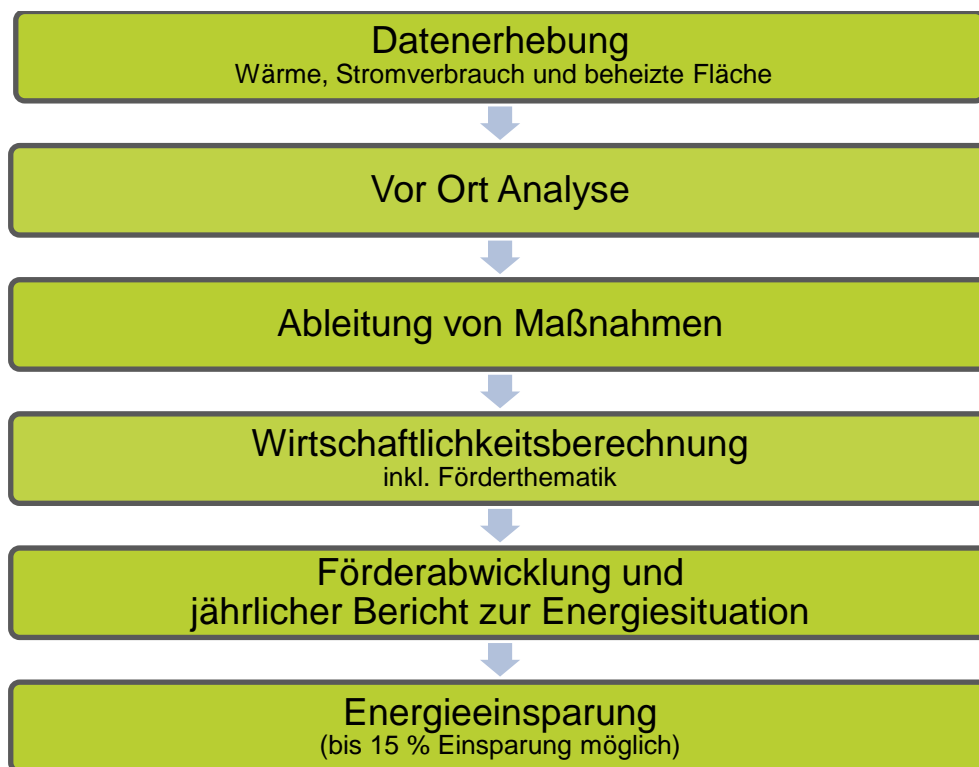 Datenerhebung
Wärme, Stromverbrauch und beheizte Fläche
Vor Ort Analyse
Ableitung von Maßnahmen
Wirtschaftlichkeitsberechnung
inkl. Förderthematik
Förderabwicklung und
jährlicher Bericht zur Energiesituation
Energieeinsparung
(bis 15 % Einsparung möglich)